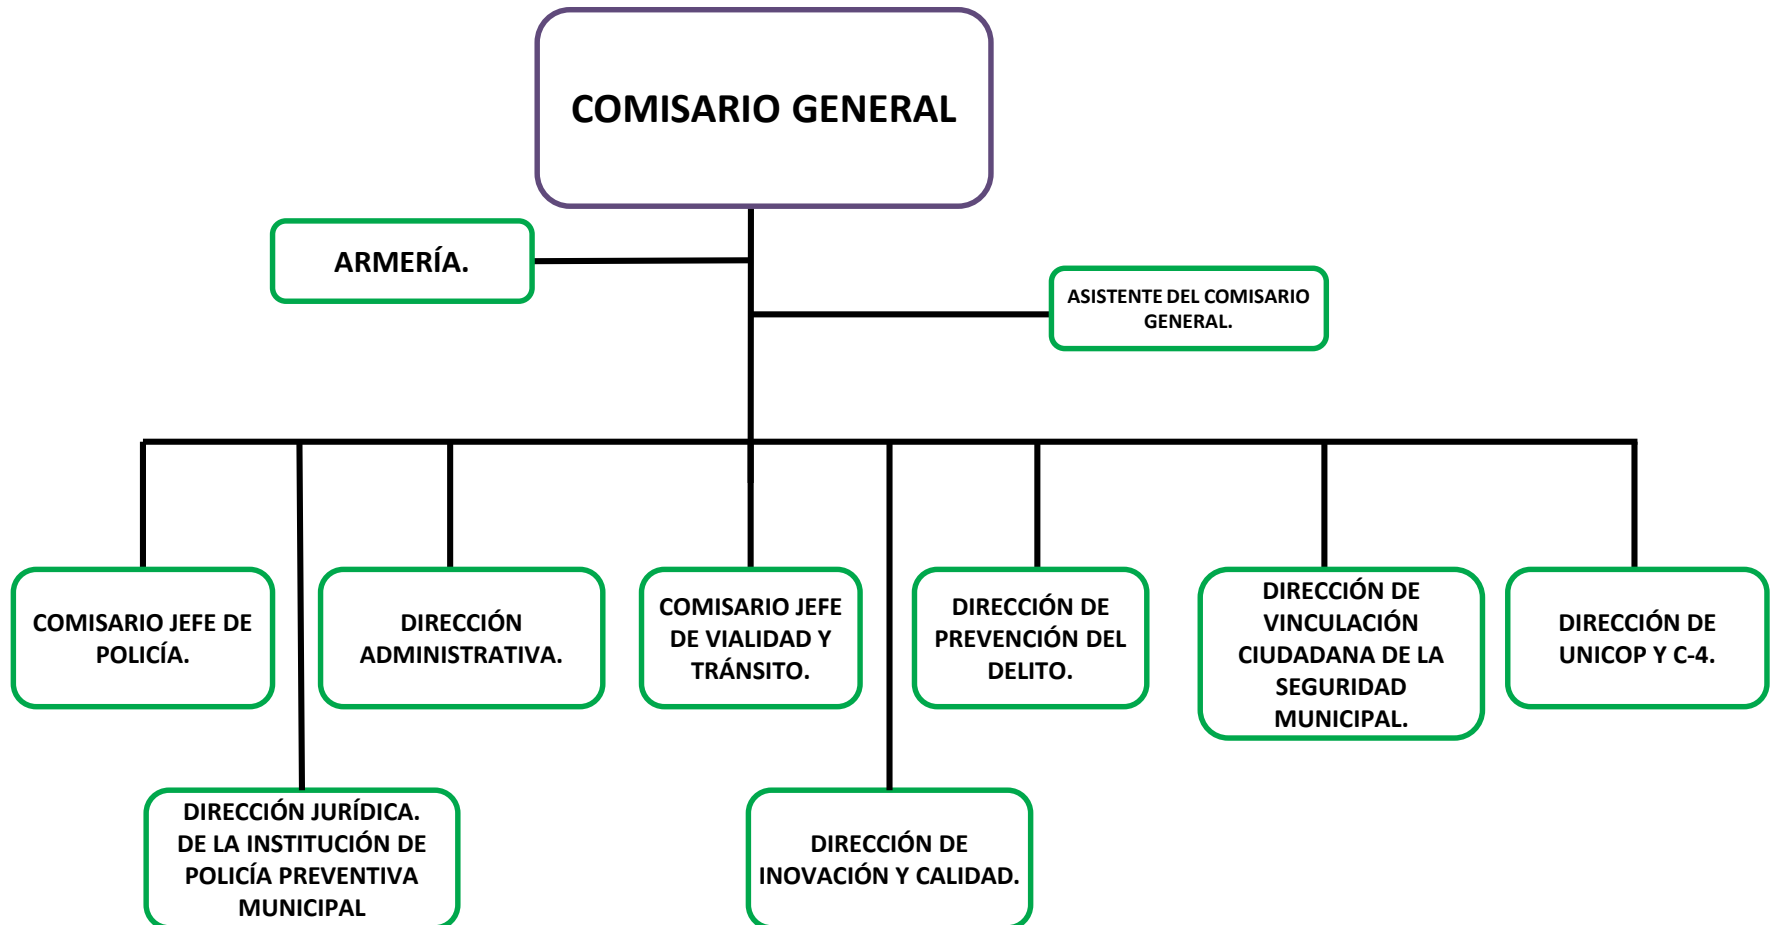 COMISARIO GENERAL
ARMERÍA.
ASISTENTE DEL COMISARIO
GENERAL.
COMISARIO JEFE DE
POLICÍA.
DIRECCIÓN
ADMINISTRATIVA.
COMISARIO JEFE
DE VIALIDAD Y
TRÁNSITO.
DIRECCIÓN DE
PREVENCIÓN DEL
DELITO.
DIRECCIÓN DE
VINCULACIÓN
CIUDADANA DE LA
SEGURIDAD
MUNICIPAL.
DIRECCIÓN DE
UNICOP Y C-4.
DIRECCIÓN JURÍDICA.
DE LA INSTITUCIÓN DE
POLICÍA PREVENTIVA
MUNICIPAL
DIRECCIÓN DE
INOVACIÓN Y CALIDAD.